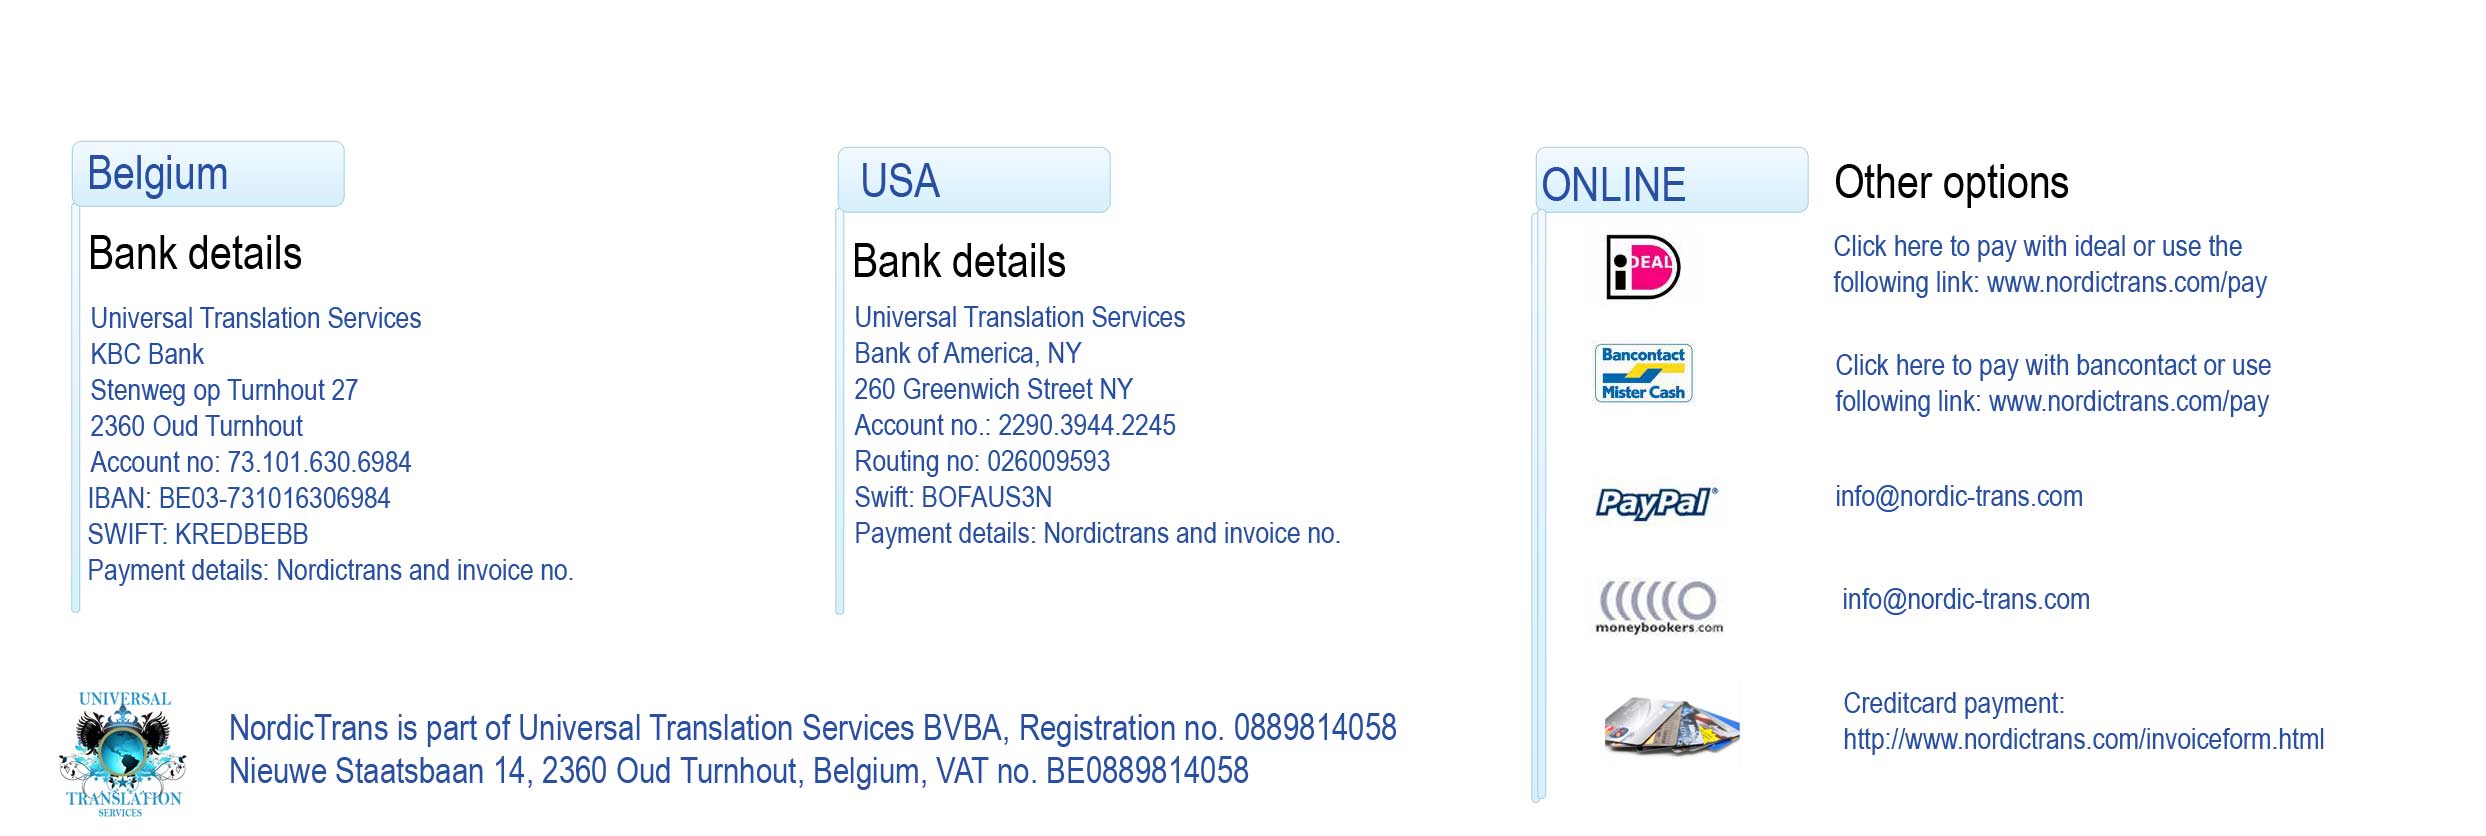 Belgium
Bank details
Universal Translation Services
KBC Bank
Stenweg op Turnhout 27
2360 Oud Turnhout
Account no: 73.101.630.6984
IBAN: BE03-731016306984
SWIFT: KREDBEBB
Payment details: Nordictrans and invoice no.
USA
Bank details
Universal Translation Services
Bank of America, NY
260 Greenwich Street NY
Account no.: 2290.3944.2245
Routing no: 026009593
Swift: BOFAUS3N
Payment details: Nordictrans and invoice no.
ONLINE
Other options
iDEAL
Click here to pay with ideal or use the
following link: www.nordictrans.com/pay
Bancontact
Mister Cash
Click here to pay with bancontact or use
following link: www.nordictrans.com/pay
PayPal®
info@nordic-trans.com
moneybookers.com
info@nordic-trans.com
Creditcard payment:
http://www.nordictrans.com/invoiceform.html
UNIVERSAL
TRANSLATION
SERVICES
NordicTrans is part of Universal Translation Services BVBA, Registration no. 0889814058
Nieuwe Staatsbaan 14, 2360 Oud Turnhout, Belgium, VAT no. BE0889814058